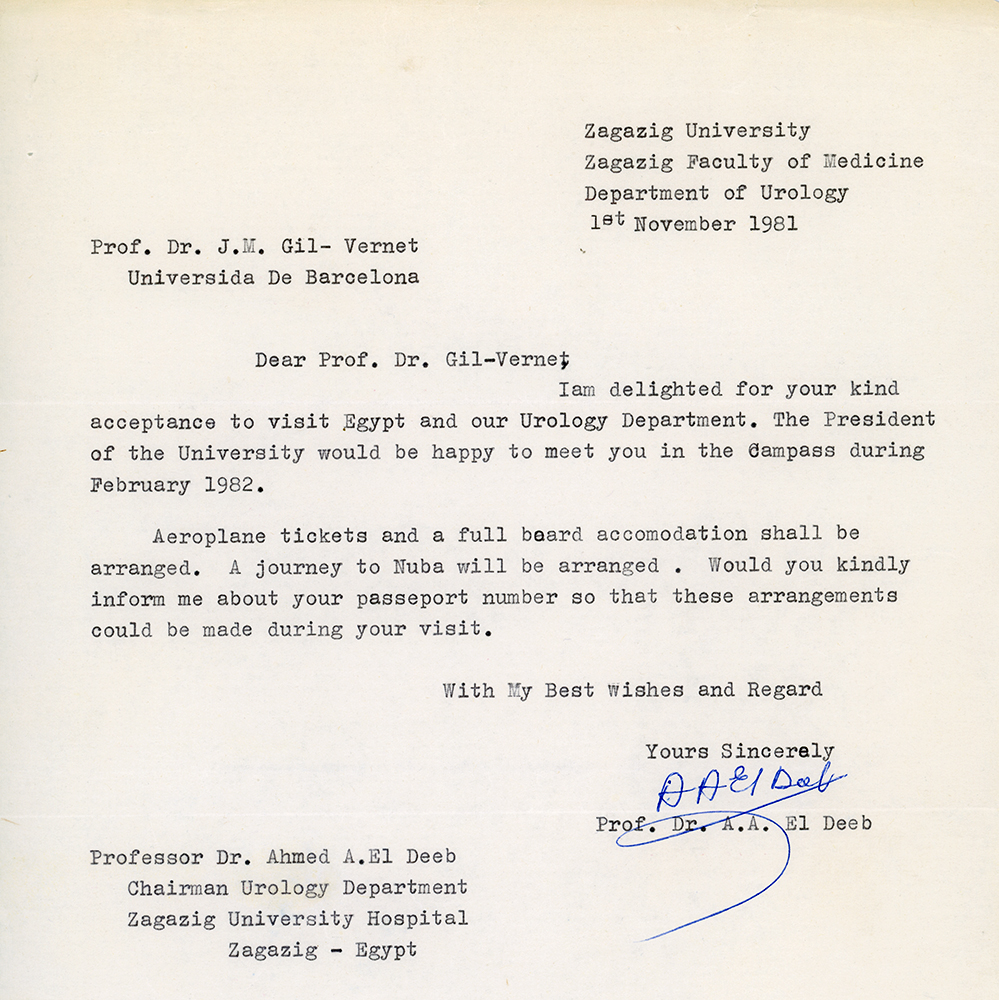 Zagazig University
Zagazig Faculty of Medicine
Department of Urology
1st November 1981
Prof. Dr. J.M. Gil- Vernet
Universida De Barcelona
Dear Prof. Dr. Gil-Vernet,
Iam delighted for your kind
acceptance to visit Egypt and our Urology Department. The President
of the University would be happy to meet you in the Campass during
February 1982.
Aeroplane tickets and a full board accomodation shall be
arranged. A journey to Nuba will be arranged . Would you kindly
inform me about your passeport number so that these arrangements
could be made during your visit.
With My Best Wishes and Regard
Yours Sincerely
A A El Deeb
Prof. Dr. A.A. El Deeb
Professor Dr. Ahmed A.El Deeb
Chairman Urology Department
Zagazig University Hospital
Zagazig - Egypt